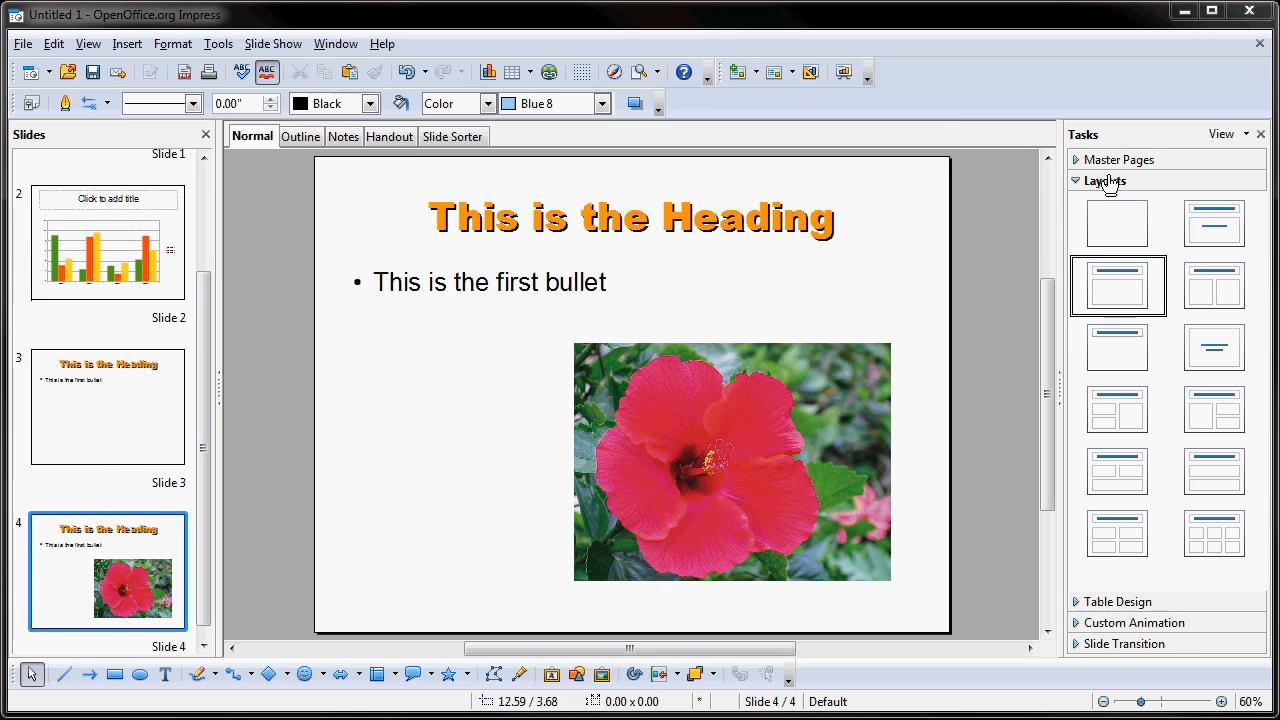 Untitled 1 - OpenOffice.org Impress
File Edit View Insert Format Tools Slide Show Window Help
ABC ABC
0.00" Black Color Blue 8
Slides Normal Outline Notes Handout Slide Sorter Tasks View
Slide 1
Master Pages
Layouts
2
Click to add title
Slide 2
3
This is the Heading
• This is the first bullet
Slide 3
4
This is the Heading
• This is the first bullet
Slide 4
This is the Heading
• This is the first bullet
Table Design
Custom Animation
Slide Transition
T A
12.59 / 3.68 0.00 x 0.00 * Slide 4 / 4 Default 60%